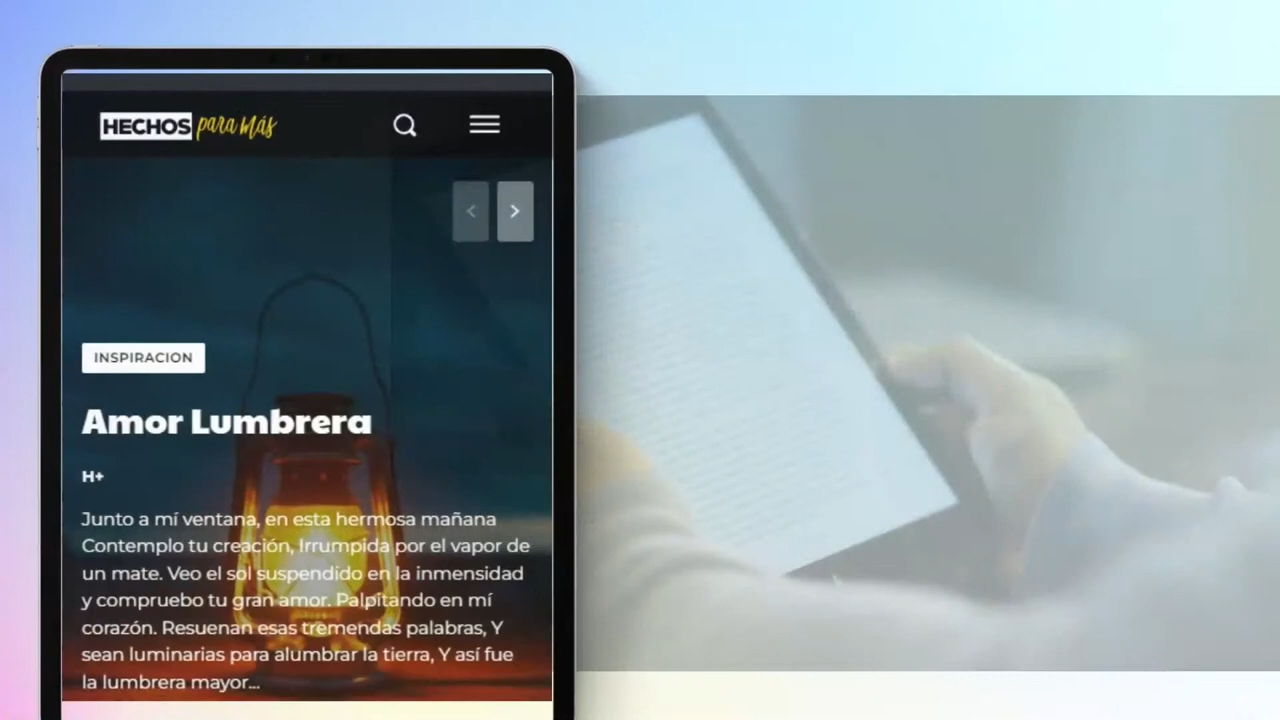 HECHOS para Más
INSPIRACION
Amor Lumbrera
H+
Junto a mí ventana, en esta hermosa mañana
Contemplo tu creación, Irrumpida por el vapor de
un mate. Veo el sol suspendido en la inmensidad
y compruebo tu gran amor. Palpitando en mí
corazón. Resuenan esas tremendas palabras, Y
sean luminarias para alumbrar la tierra, Y así fue
la lumbrera mayor...